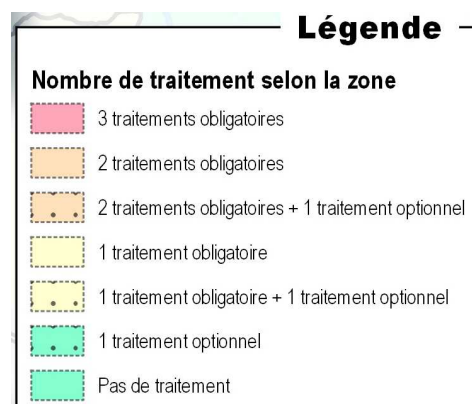 Légende
Nombre de traitement selon la zone
3 traitements obligatoires
2 traitements obligatoires
2 traitements obligatoires + 1 traitement optionnel
1 traitement obligatoire
1 traitement obligatoire + 1 traitement optionnel
1 traitement optionnel
Pas de traitement